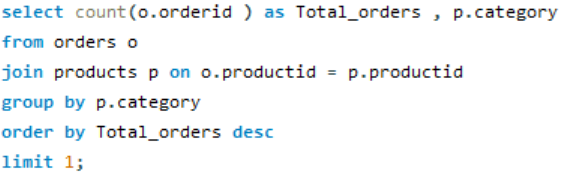 select count(o.orderid ) as Total_orders , p.category
from orders o
join products p on o.productid = p.productid
group by p.category
order by Total_orders desc
limit 1;